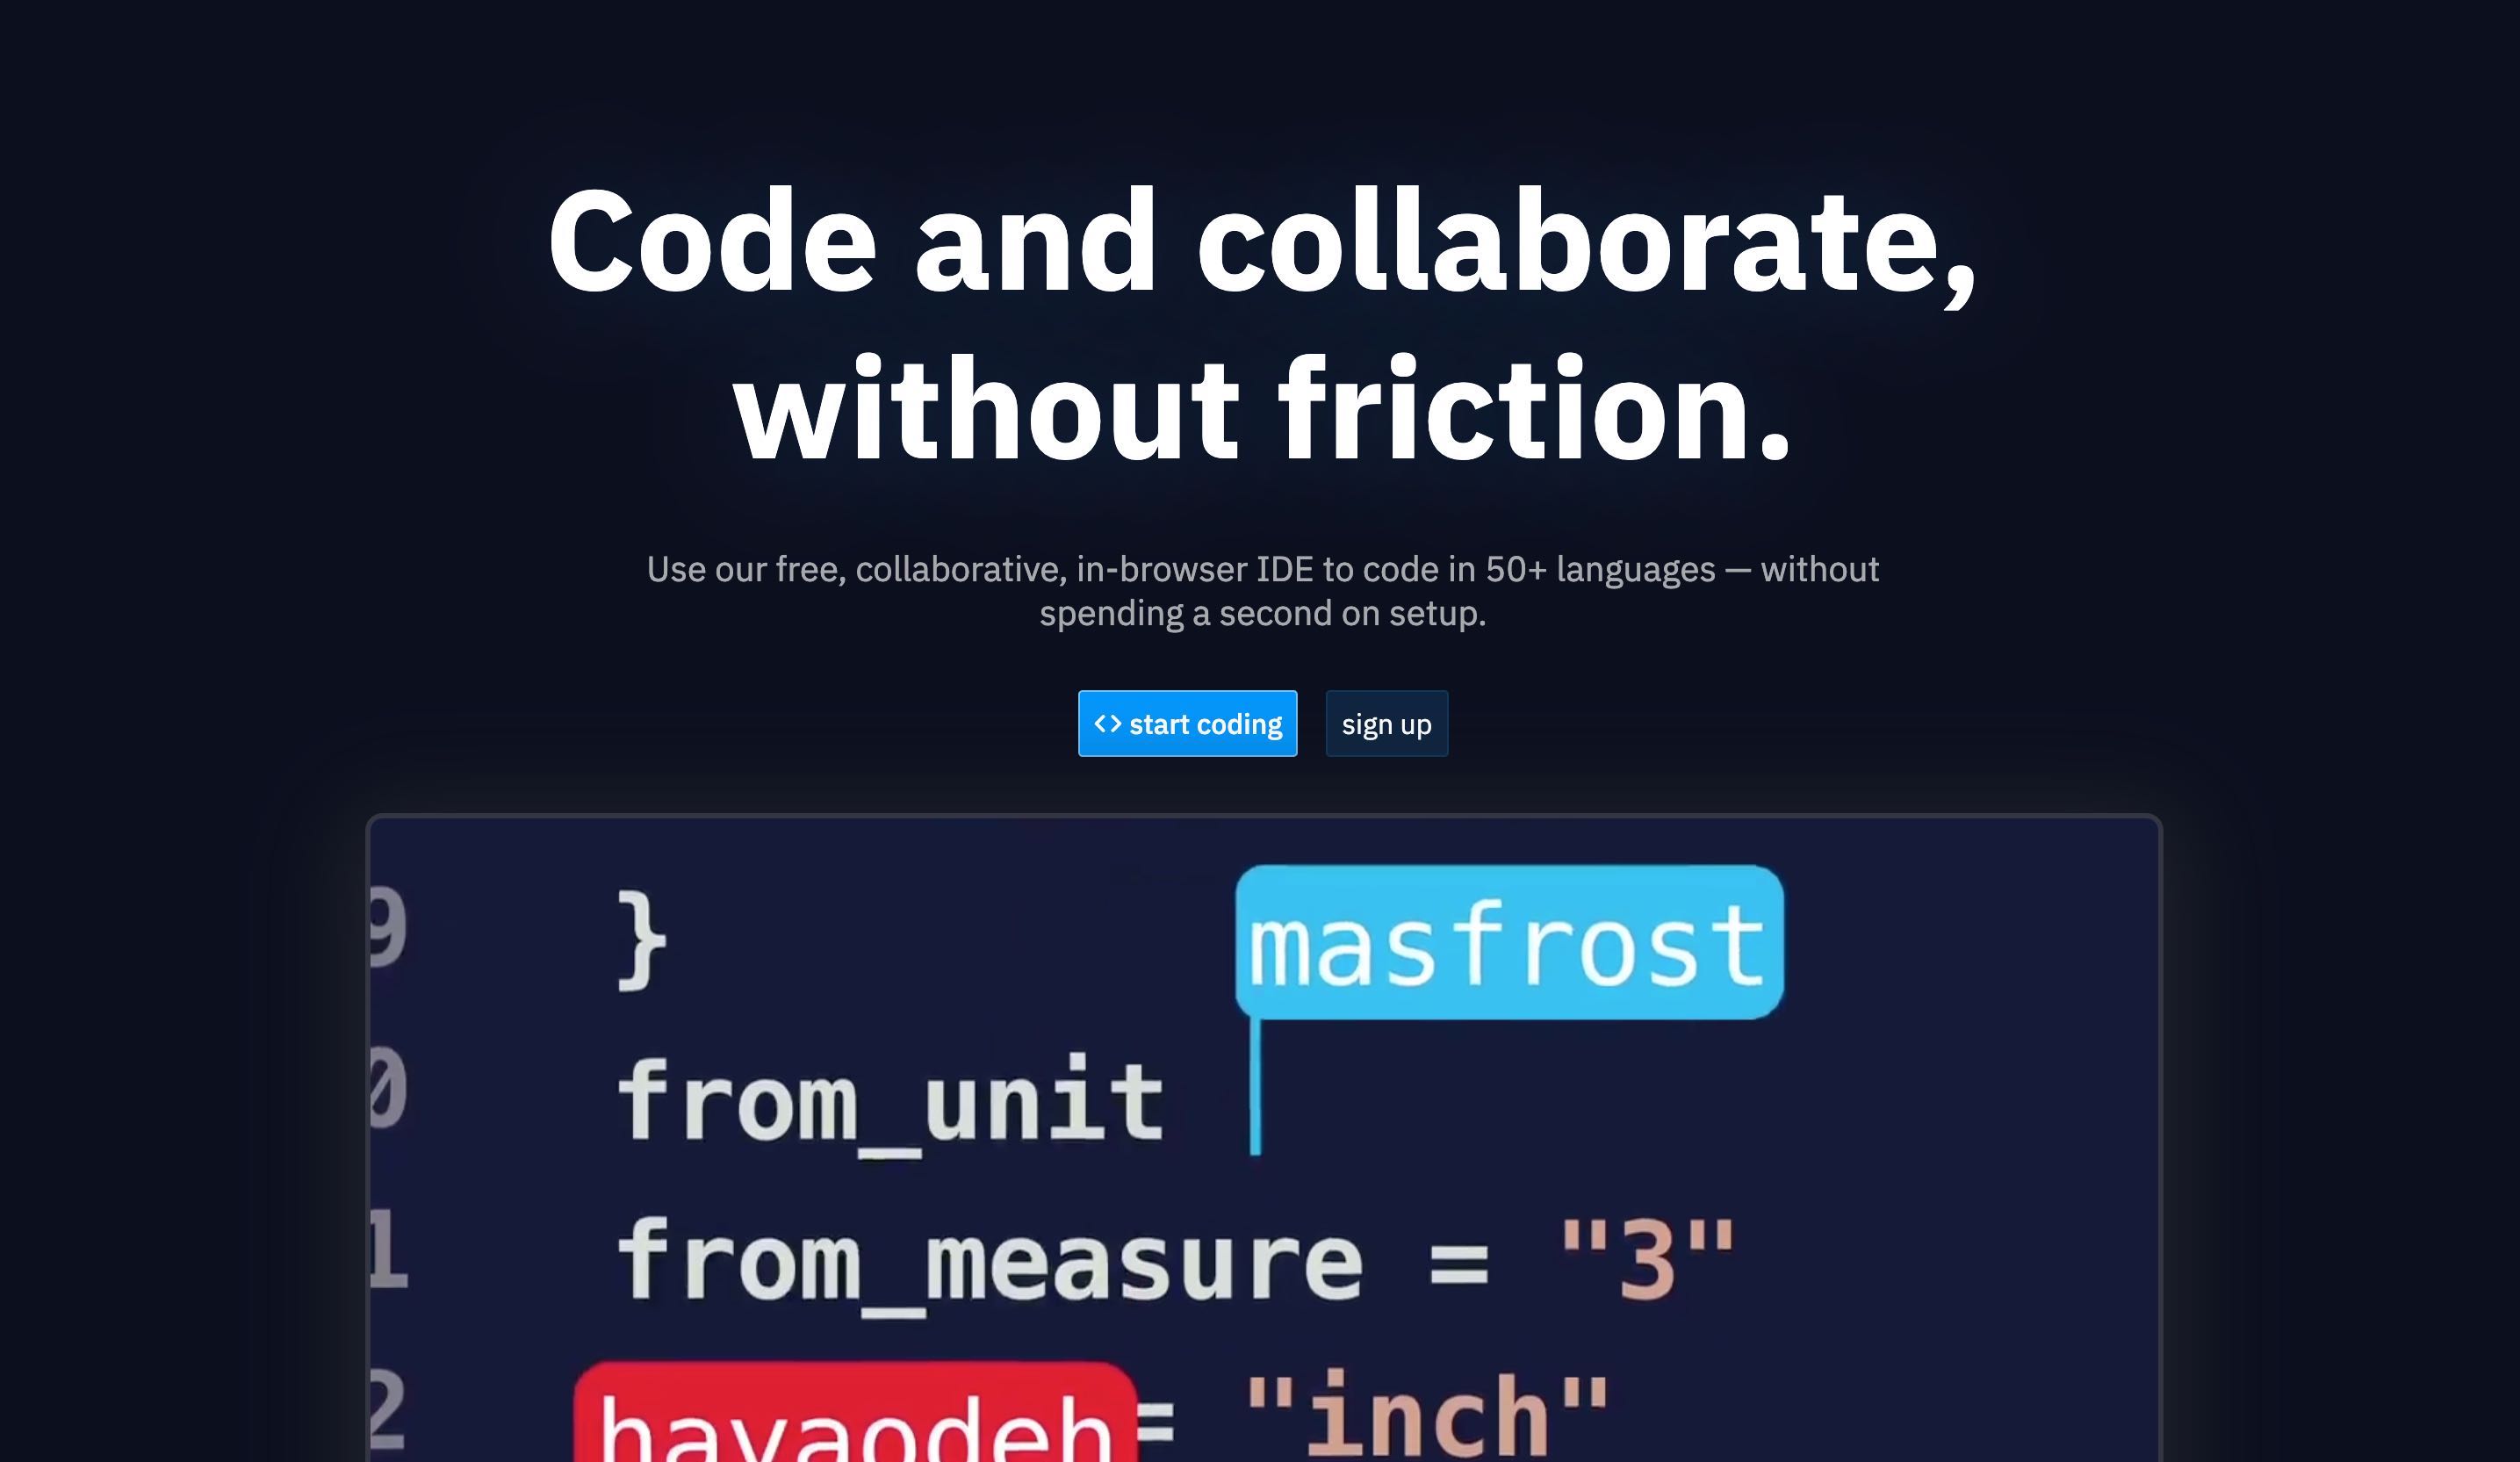 Code and collaborate,
without friction.
Use our free, collaborative, in-browser IDE to code in 50+ languages — without
spending a second on setup.
<> start coding
sign up
9 }
masfrost
0 from_unit
1 from_measure = "3"
2 hayaodeh = "inch"